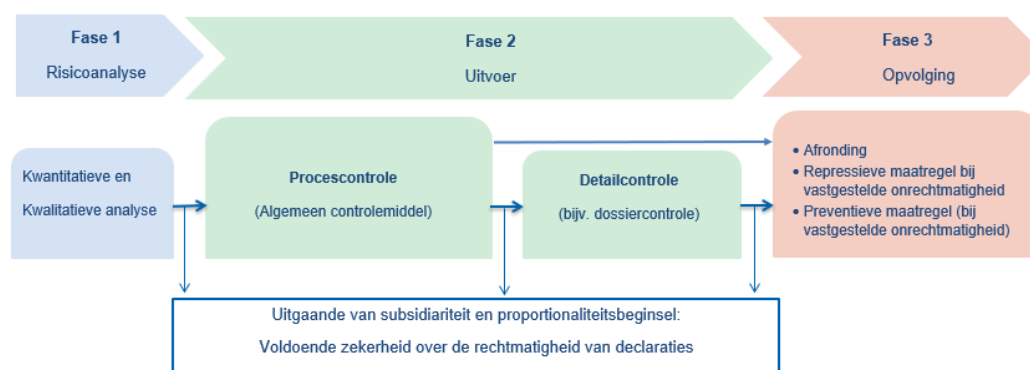 Fase 1
Risicoanalyse
Fase 2
Uitvoer
Fase 3
Opvolging
Kwantitatieve en
Kwalitatieve analyse
Procescontrole
(Algemeen controlemiddel)
Detailcontrole
(bijv. dossiercontrole)
• Afronding
• Repressieve maatregel bij
vastgestelde onrechtmatigheid
• Preventieve maatregel (bij
vastgestelde onrechtmatigheid)
Uitgaande van subsidiariteit en proportionaliteitsbeginsel:
Voldoende zekerheid over de rechtmatigheid van declaraties